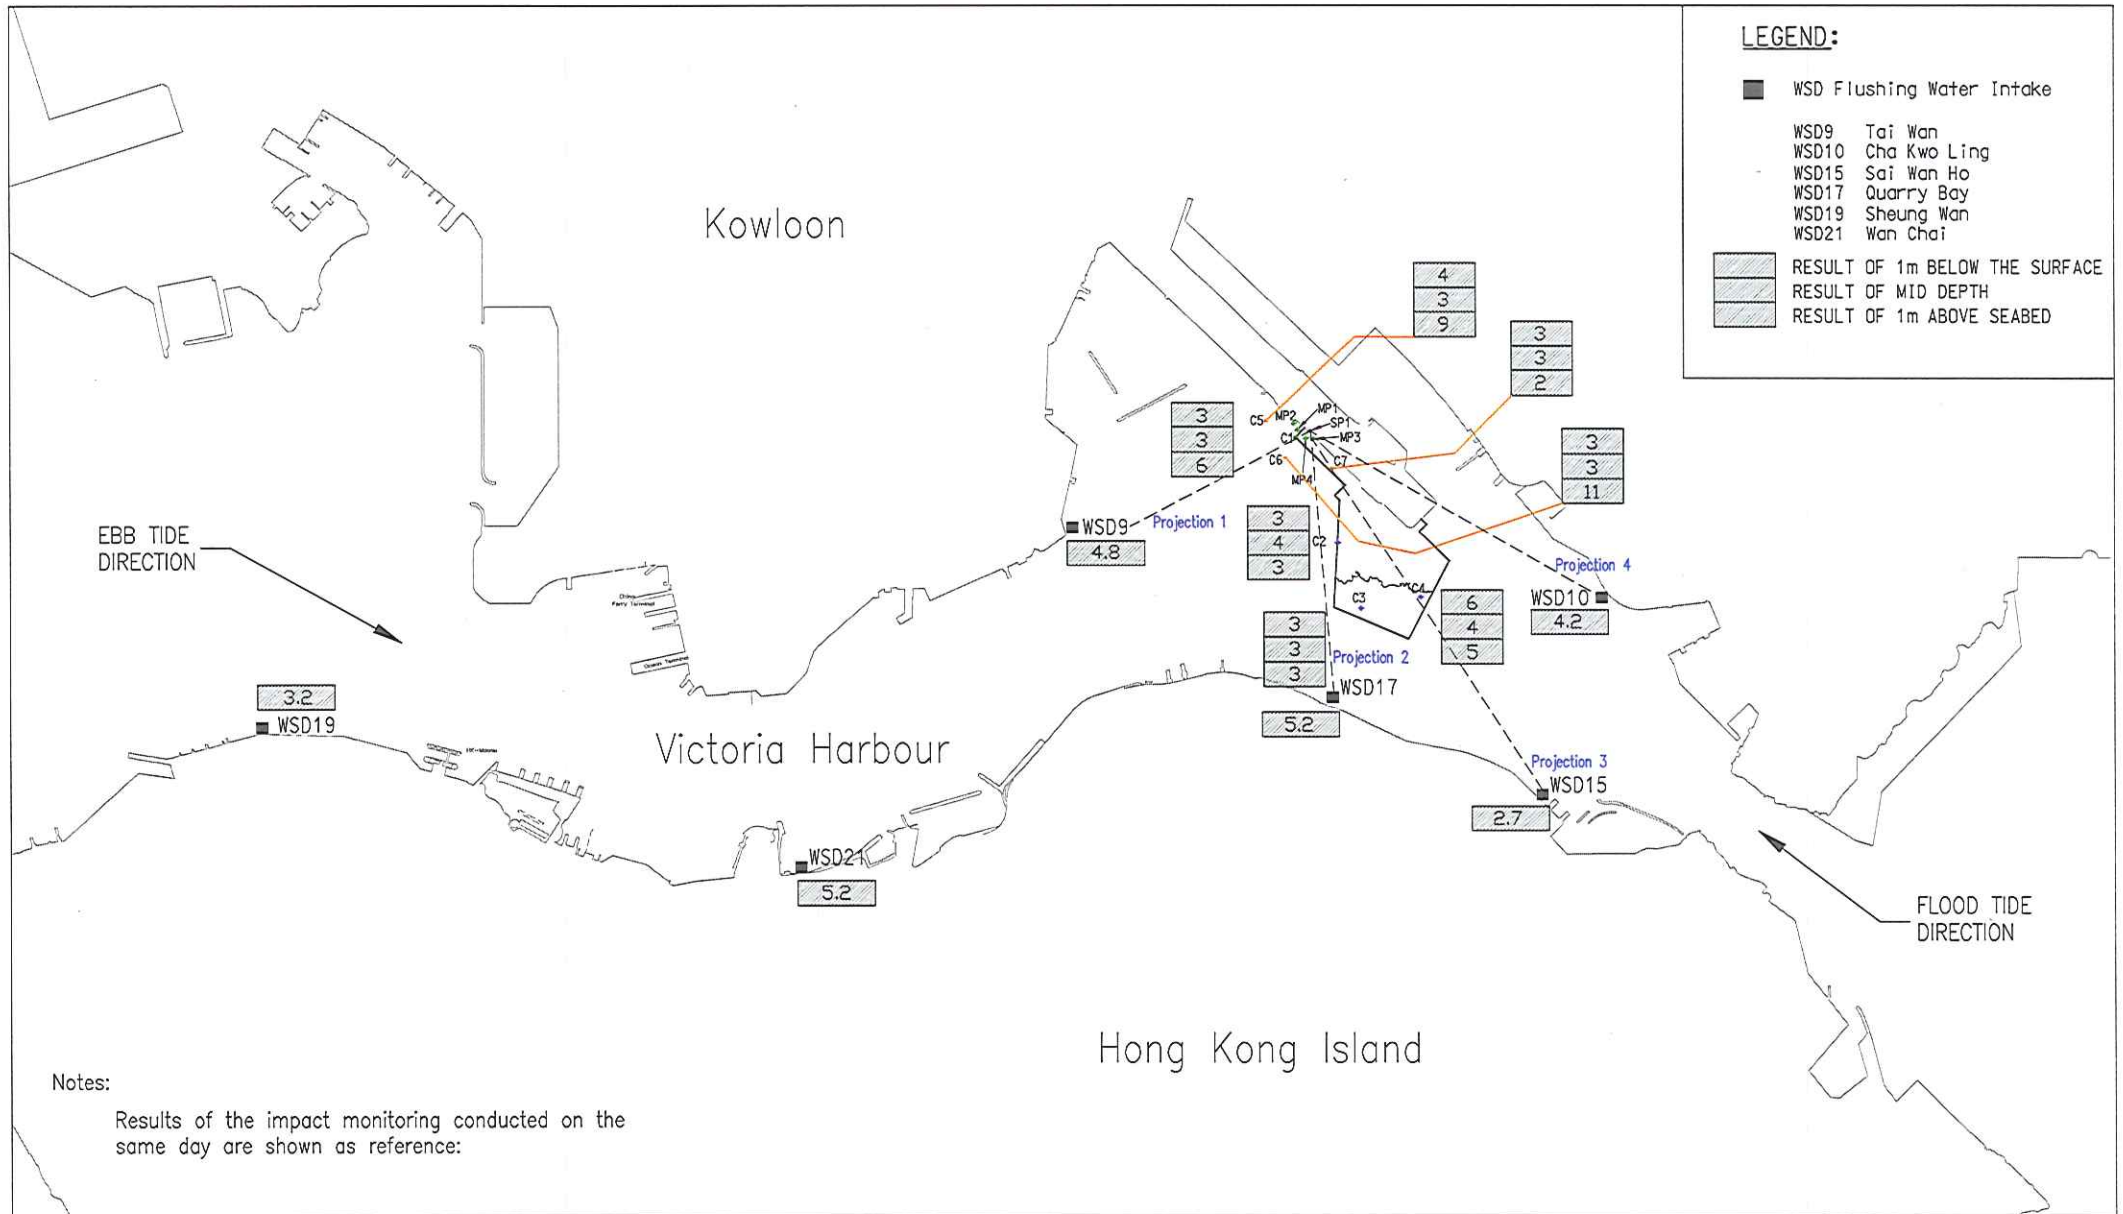 LEGEND:
WSD Flushing Water Intake
WSD9 Tai Wan
WSD10 Cha Kwo Ling
WSD15 Sai Wan Ho
WSD17 Quarry Bay
WSD19 Sheung Wan
WSD21 Wan Chai
RESULT OF 1m BELOW THE SURFACE
RESULT OF MID DEPTH
RESULT OF 1m ABOVE SEABED
Kowloon
4
3
9
3
3
2
3
3
6
3
3
11
C5
MP2
MP1
SP1
C1
MP3
C6
C7
MP4
WSD9
Projection 1
4.8
3
4
3
C2
EBB TIDE
DIRECTION
Projection 4
WSD10
4.2
C3
C4
6
4
5
3
3
3
Projection 2
WSD17
5.2
China
Ferry Terminal
Ocean Terminal
3.2
WSD19
Victoria Harbour
Projection 3
WSD15
2.7
WSD21
5.2
FLOOD TIDE
DIRECTION
Hong Kong Island
Notes:
Results of the impact monitoring conducted on the
same day are shown as reference: